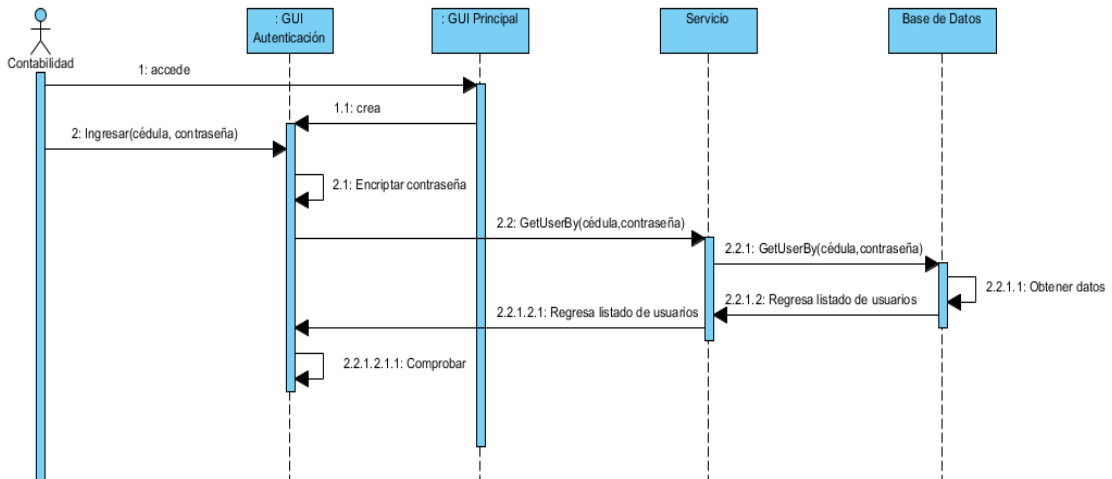 : GUI
Autenticación
: GUI Principal
Servicio
Base de Datos
Contabilidad
1: accede
1.1: crea
2: Ingresar(cédula, contraseña)
2.1: Encriptar contraseña
2.2: GetUserBy(cédula,contraseña)
2.2.1: GetUserBy(cédula,contraseña)
2.2.1.1: Obtener datos
2.2.1.2: Regresa listado de usuarios
2.2.1.2.1: Regresa listado de usuarios
2.2.1.2.1.1: Comprobar